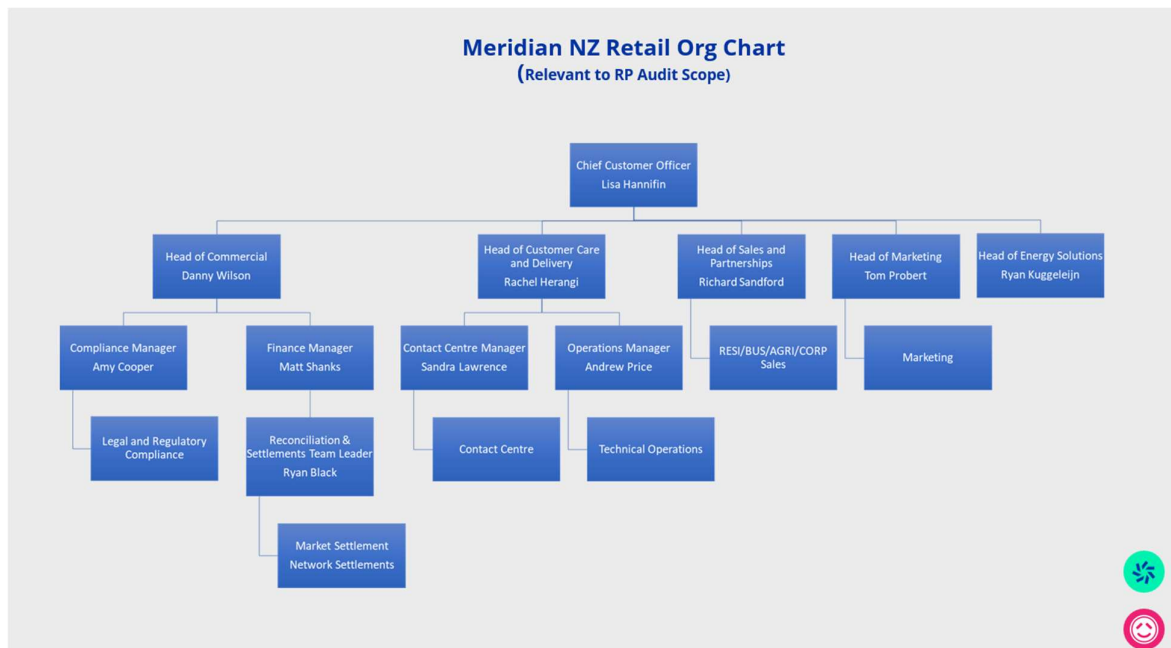 Meridian NZ Retail Org Chart
(Relevant to RP Audit Scope)
Chief Customer Officer
Lisa Hannifin
Head of Commercial
Danny Wilson
Head of Customer Care
and Delivery
Rachel Herangi
Head of Sales and
Partnerships
Richard Sandford
Head of Marketing
Tom Probert
Head of Energy Solutions
Ryan Kuggeleijn
Compliance Manager
Amy Cooper
Finance Manager
Matt Shanks
Contact Centre Manager
Sandra Lawrence
Operations Manager
Andrew Price
RESI/BUS/AGRI/CORP
Sales
Marketing
Legal and Regulatory
Compliance
Reconciliation &
Settlements Team Leader
Ryan Black
Contact Centre
Technical Operations
Market Settlement
Network Settlements